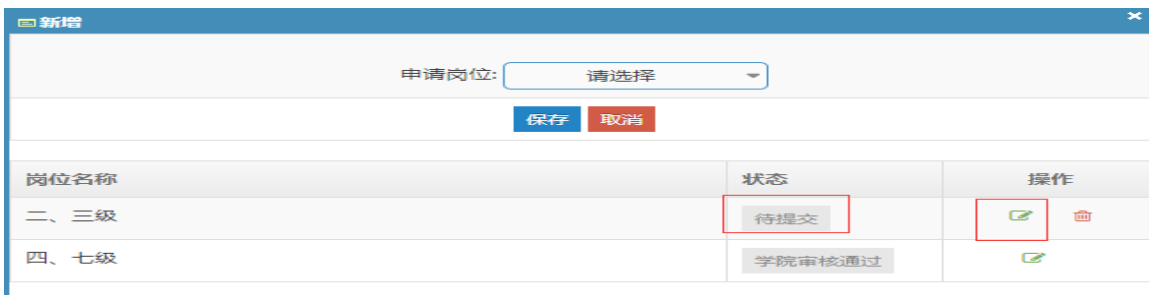 新增
申请岗位: 请选择
保存 取消
岗位名称 状态 操作
二、三级 待提交
四、七级 学院审核通过